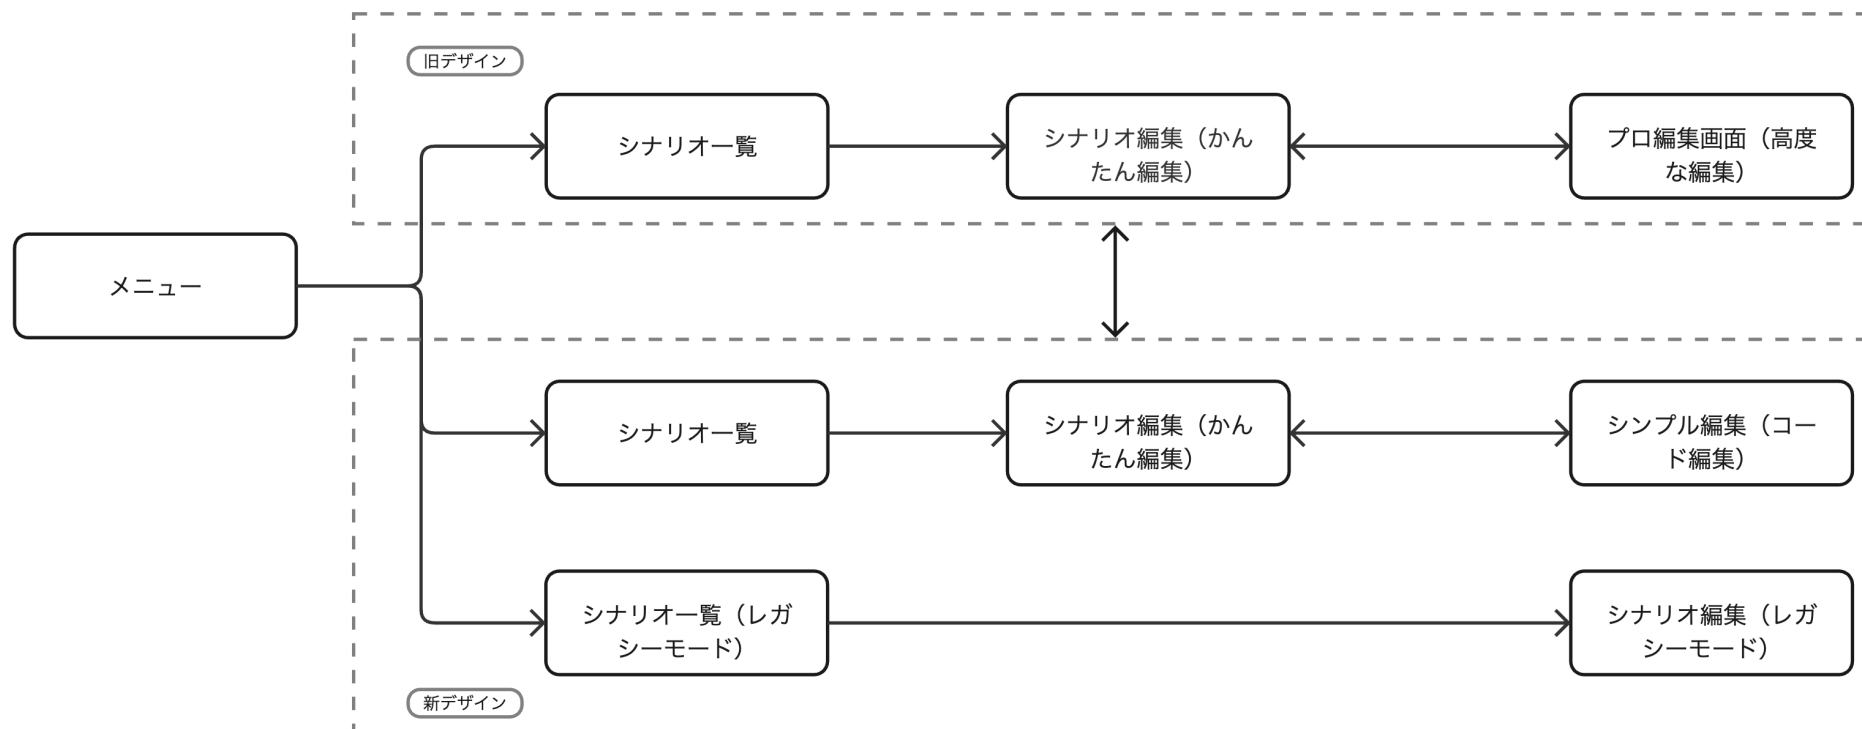 旧デザイン
シナリオ一覧
シナリオ編集（かん
たん編集）
プロ編集画面（高度
な編集）
メニュー
シナリオ一覧
シナリオ編集（かん
たん編集）
シンプル編集（コー
ド編集）
シナリオ一覧（レガ
シーモード）
シナリオ編集（レガ
シーモード）
新デザイン